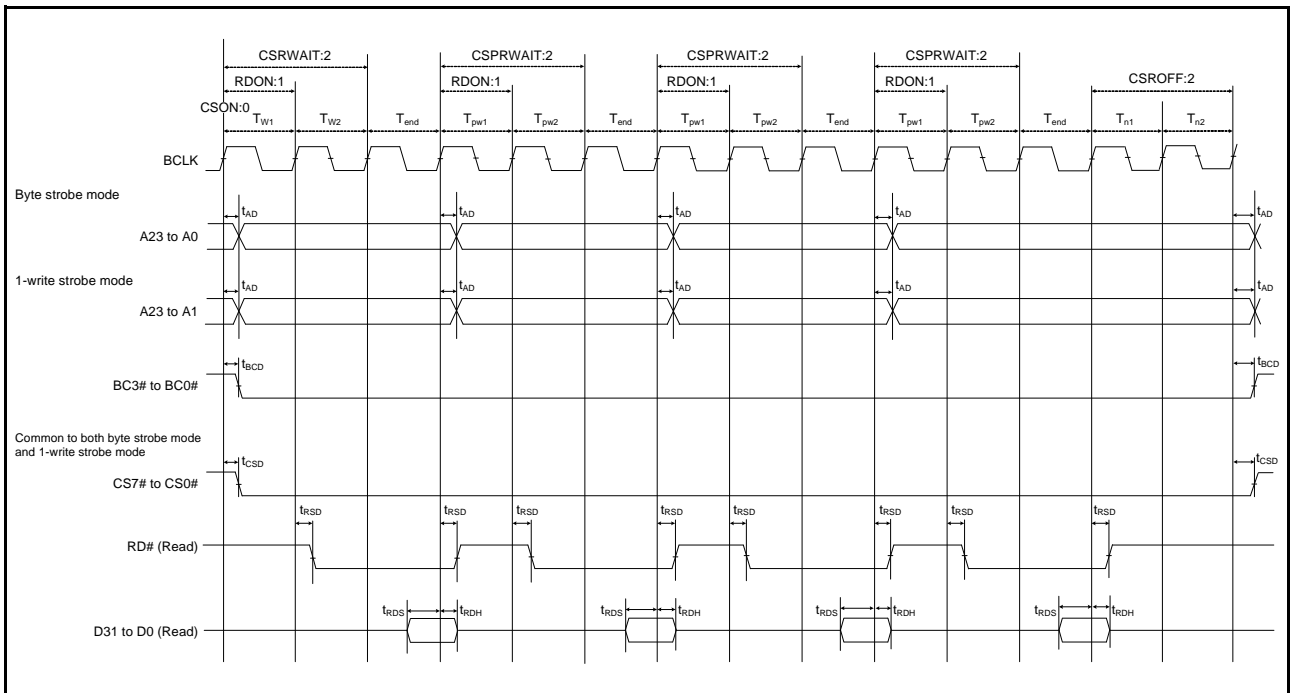 CSRWAIT:2 CSPRWAIT:2 CSPRWAIT:2 CSPRWAIT:2
RDON:1 RDON:1 RDON:1 RDON:1 CSROFF:2
CSON:0
TW1 TW2 Tend Tpw1 Tpw2 Tend Tpw1 Tpw2 Tend Tpw1 Tpw2 Tend Tn1 Tn2
BCLK
Byte strobe mode
tAD tAD tAD tAD tAD
A23 to A0
1-write strobe mode
tAD tAD tAD tAD tAD
A23 to A1
tBCD tBCD
BC3# to BC0#
Common to both byte strobe mode
and 1-write strobe mode
tCSD tCSD
CS7# to CS0#
tRSD tRSD tRSD tRSD tRSD tRSD tRSD tRSD
RD# (Read)
tRDS tRDH tRDS tRDH tRDS tRDH tRDS tRDH
D31 to D0 (Read)